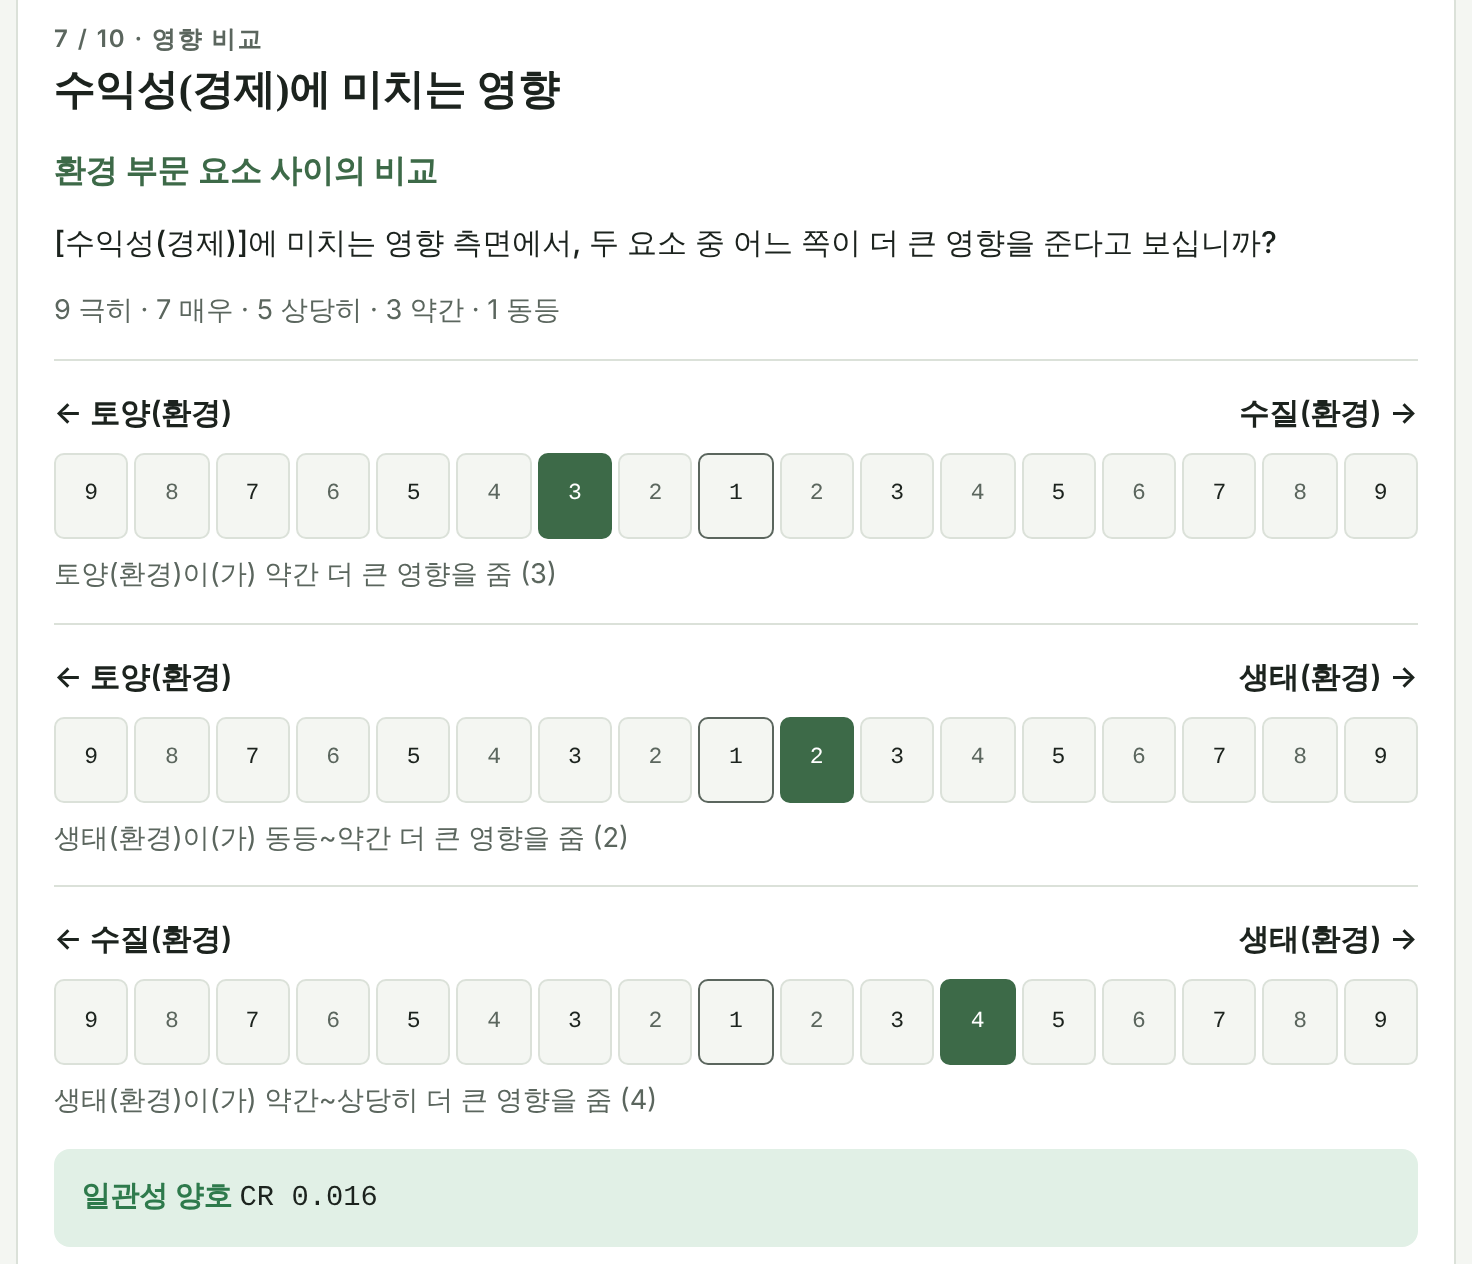 7 / 10 · 영향 비교
수익성(경제)에 미치는 영향
환경 부문 요소 사이의 비교
[수익성(경제)]에 미치는 영향 측면에서, 두 요소 중 어느 쪽이 더 큰 영향을 준다고 보십니까?
9 극히 · 7 매우 · 5 상당히 · 3 약간 · 1 동등
← 토양(환경) 수질(환경) →
9 8 7 6 5 4 3 2 1 2 3 4 5 6 7 8 9
토양(환경)이(가) 약간 더 큰 영향을 줌 (3)
← 토양(환경) 생태(환경) →
9 8 7 6 5 4 3 2 1 2 3 4 5 6 7 8 9
생태(환경)이(가) 동등~약간 더 큰 영향을 줌 (2)
← 수질(환경) 생태(환경) →
9 8 7 6 5 4 3 2 1 2 3 4 5 6 7 8 9
생태(환경)이(가) 약간~상당히 더 큰 영향을 줌 (4)
일관성 양호 CR 0.016